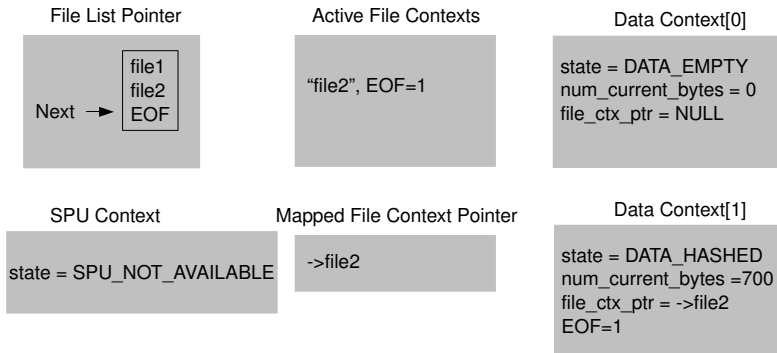 File List Pointer
file1
file2
Next
EOF
Active File Contexts
“file2”, EOF=1
Data Context[0]
state = DATA_EMPTY
num_current_bytes = 0
file_ctx_ptr = NULL
SPU Context
state = SPU_NOT_AVAILABLE
Mapped File Context Pointer
->file2
Data Context[1]
state = DATA_HASHED
num_current_bytes =700
file_ctx_ptr = ->file2
EOF=1